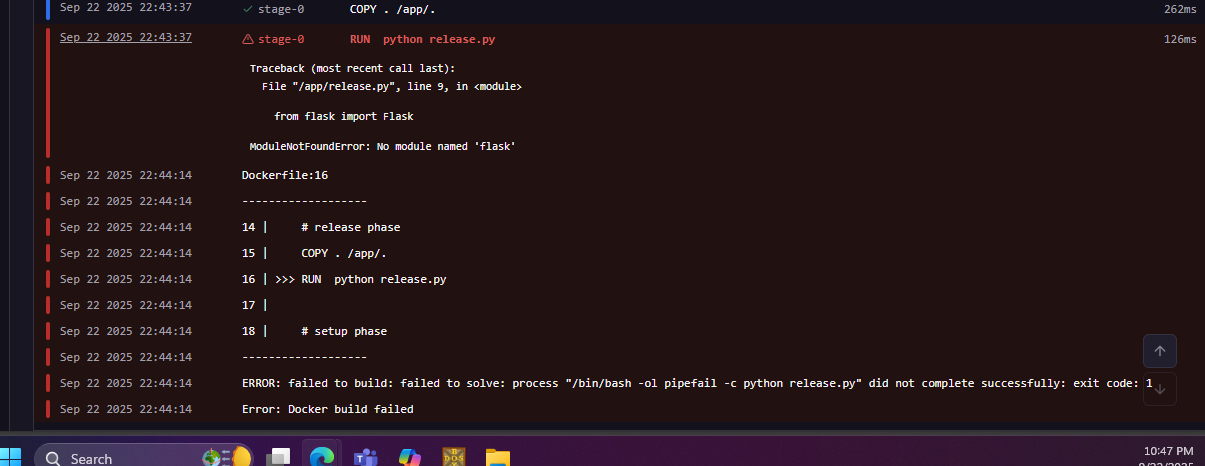 Sep 22 2025 22:43:37 stage-0 COPY . /app/. 262ms
Sep 22 2025 22:43:37 stage-0 RUN  python release.py 126ms
Traceback (most recent call last):
File "/app/release.py", line 9, in <module>
from flask import Flask
ModuleNotFoundError: No module named 'flask'
Sep 22 2025 22:44:14 Dockerfile:16
Sep 22 2025 22:44:14 -------------------
Sep 22 2025 22:44:14 14 |     # release phase
Sep 22 2025 22:44:14 15 |     COPY . /app/.
Sep 22 2025 22:44:14 16 | >>> RUN  python release.py
Sep 22 2025 22:44:14 17 |
Sep 22 2025 22:44:14 18 |     # setup phase
Sep 22 2025 22:44:14 -------------------
Sep 22 2025 22:44:14 ERROR: failed to build: failed to solve: process "/bin/bash -ol pipefail -c python release.py" did not complete successfully: exit code: 1
Sep 22 2025 22:44:14 Error: Docker build failed
Search DOS 10:47 PM